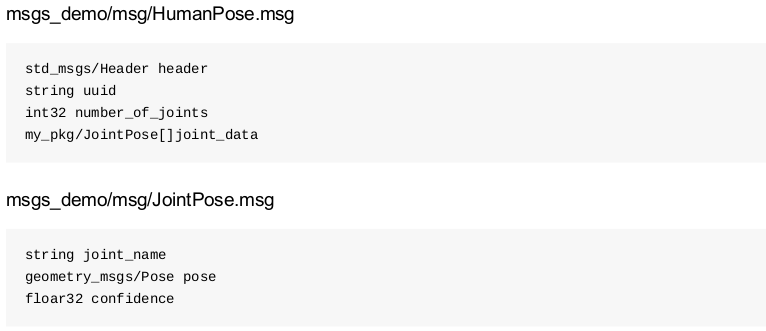 msgs_demo/msg/HumanPose.msg
std_msgs/Header header
string uuid
int32 number_of_joints
my_pkg/JointPose[]joint_data
msgs_demo/msg/JointPose.msg
string joint_name
geometry_msgs/Pose pose
floar32 confidence